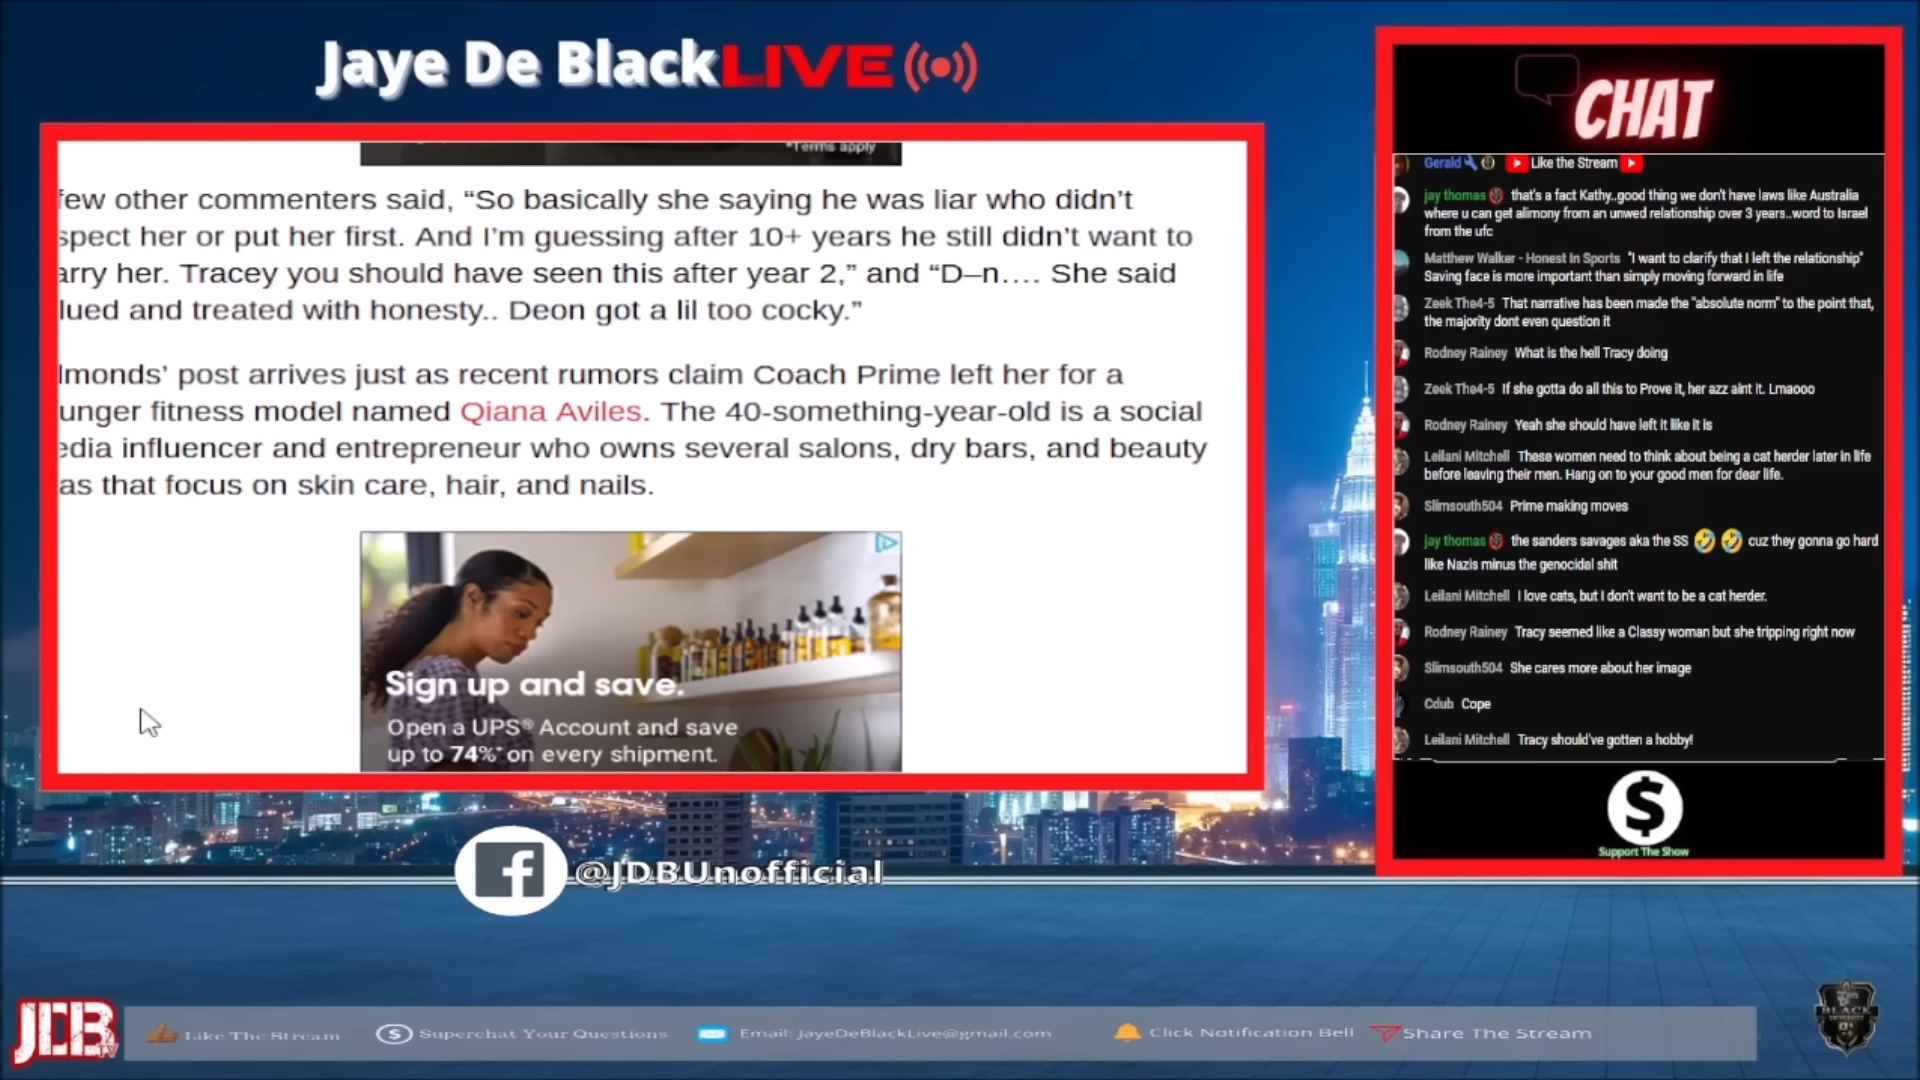 Jaye De BlackLIVE
*Terms apply
few other commenters said, “So basically she saying he was liar who didn’t
spect her or put her first. And I’m guessing after 10+ years he still didn’t want to
arry her. Tracey you should have seen this after year 2,” and “D–n…. She said
lued and treated with honesty.. Deon got a lil too cocky.”
lmonds’ post arrives just as recent rumors claim Coach Prime left her for a
unger fitness model named Qiana Aviles. The 40-something-year-old is a social
edia influencer and entrepreneur who owns several salons, dry bars, and beauty
as that focus on skin care, hair, and nails.
Sign up and save.
Open a UPS® Account and save
up to 74%* on every shipment.
@JDBUnofficial
CHAT
Gerald Like the Stream
jay thomas that's a fact Kathy..good thing we don't have laws like Australia
where u can get alimony from an unwed relationship over 3 years..word to Israel
from the ufc
Matthew Walker - Honest In Sports "I want to clarify that I left the relationship"
Saving face is more important than simply moving forward in life
Zeek The4-5 That narrative has been made the "absolute norm" to the point that,
the majority dont even question it
Rodney Rainey What is the hell Tracy doing
Zeek The4-5 If she gotta do all this to Prove it, her azz aint it. Lmaooo
Rodney Rainey Yeah she should have left it like it is
Leilani Mitchell These women need to think about being a cat herder later in life
before leaving their men. Hang on to your good men for dear life.
Slimsouth504 Prime making moves
jay thomas the sanders savages aka the SS 🤣 🤣 cuz they gonna go hard
like Nazis minus the genocidal shit
Leilani Mitchell I love cats, but I don't want to be a cat herder.
Rodney Rainey Tracy seemed like a Classy woman but she tripping right now
Slimsouth504 She cares more about her image
Cdub Cope
Leilani Mitchell Tracy should've gotten a hobby!
$
Support The Show
JDB TV
Like The Stream
Superchat Your Questions
Email: JayeDeBlackLive@gmail.com
Click Notification Bell
Share The Stream
BLACK